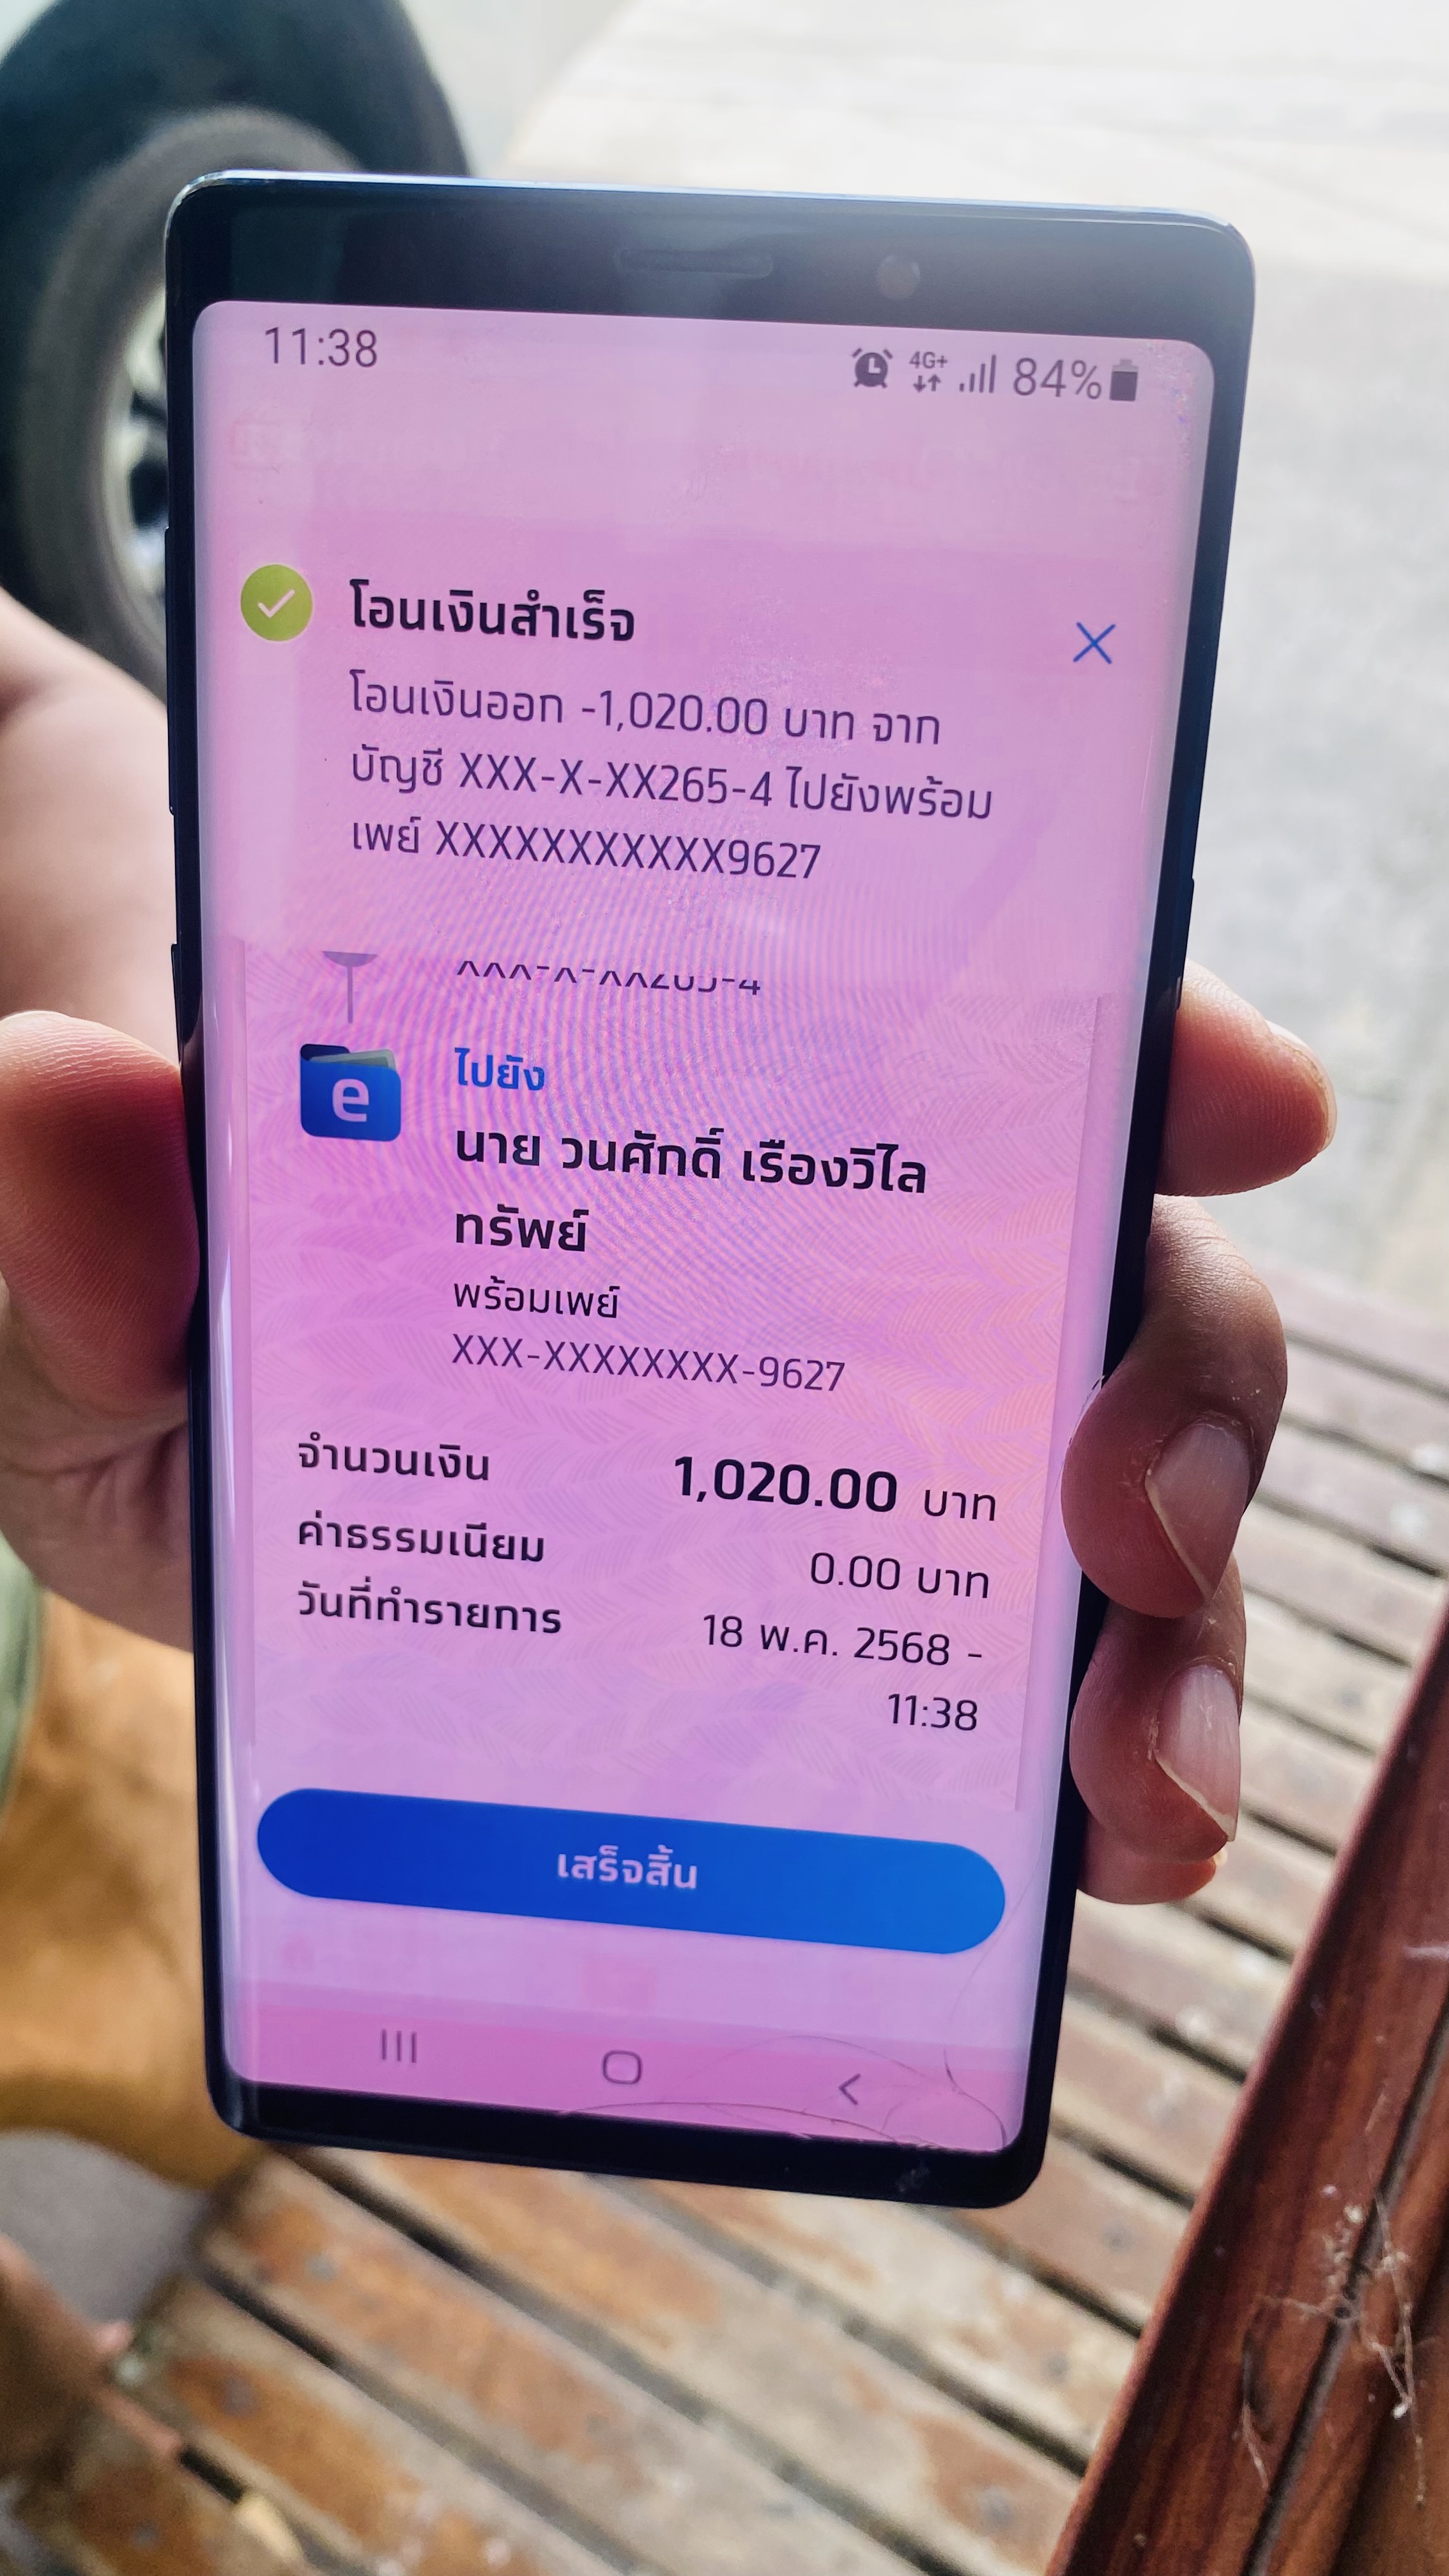 11:38
4G+ 84%
โอนเงินสำเร็จ
โอนเงินออก -1,020.00 บาท จาก
บัญชี XXX-X-XX265-4 ไปยังพร้อม
เพย์ XXXXXXXXXXX9627
XXX-X-XX265-4
ไปยัง
e
นาย วนศักดิ์ เรืองวิไล
ทรัพย์
พร้อมเพย์
XXX-XXXXXXXX-9627
จำนวนเงิน 1,020.00 บาท
ค่าธรรมเนียม 0.00 บาท
วันที่ทำรายการ 18 พ.ค. 2568 -
11:38
เสร็จสิ้น